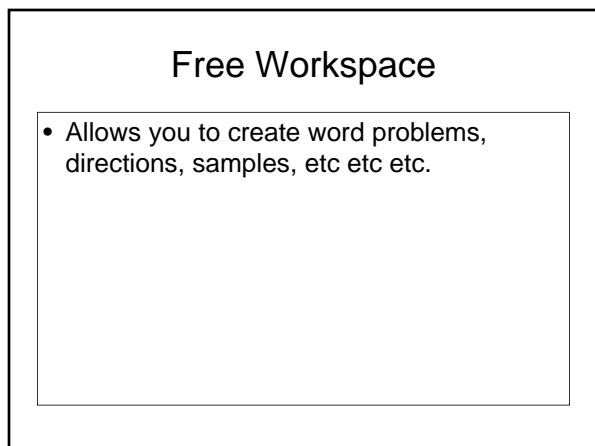 Free Workspace
• Allows you to create word problems,
directions, samples, etc etc etc.